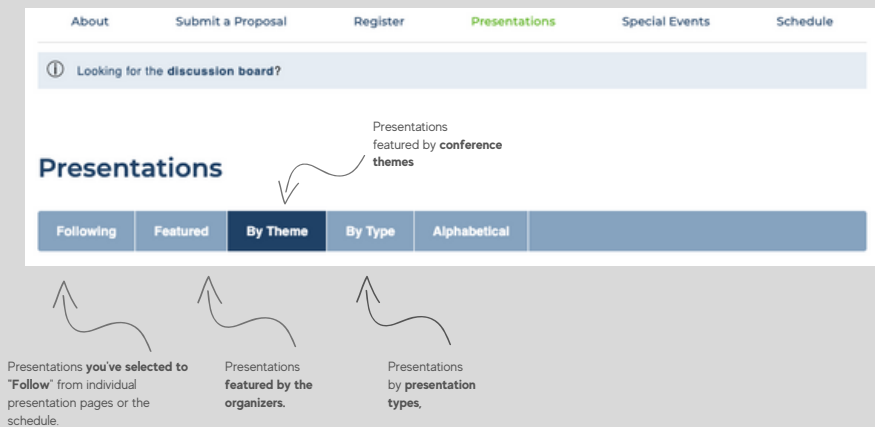 About Submit a Proposal Register Presentations Special Events Schedule
Looking for the discussion board?
Presentations
featured by conference
themes
Presentations
Following Featured By Theme By Type Alphabetical
Presentations you've selected to
"Follow" from individual
presentation pages or the
schedule.
Presentations
featured by the
organizers.
Presentations
by presentation
types,